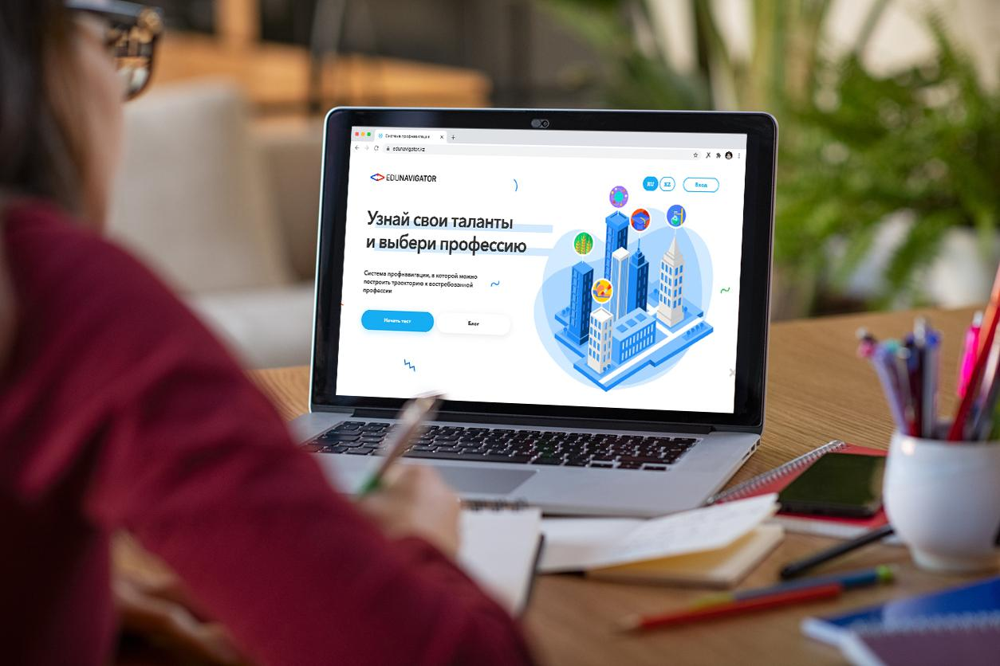 Система профнавигации
edunavigator.kz
EDUNAVIGATOR
RU KZ Вход
Узнай свои таланты
и выбери профессию
Система профнавигации, в которой можно
построить траекторию к востребованной
профессии
Начать тест Блог